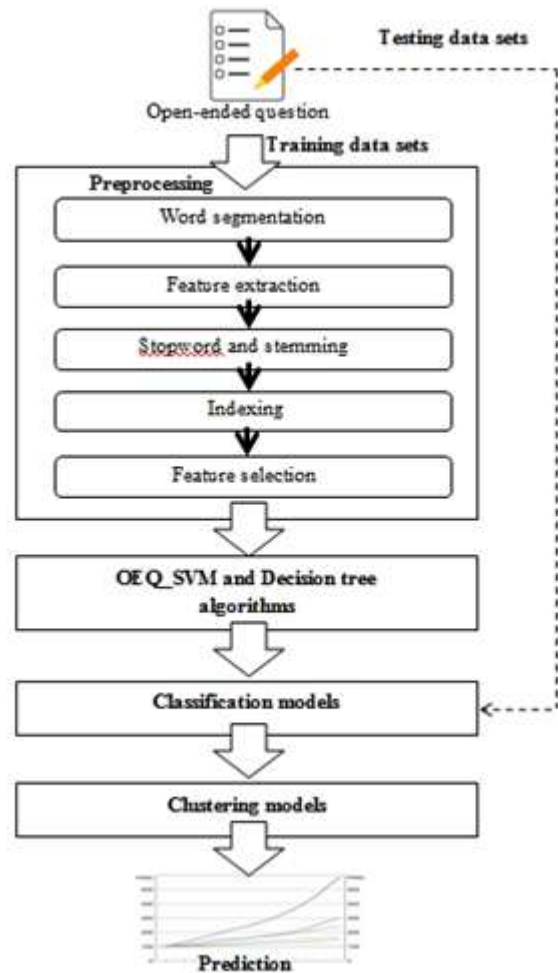 Testing data sets
Open-ended question
Training data sets
Preprocessing
Word segmentation
Feature extraction
Stopword and stemming
Indexing
Feature selection
OEQ_SVM and Decision tree
algorithms
Classification models
Clustering models
Prediction